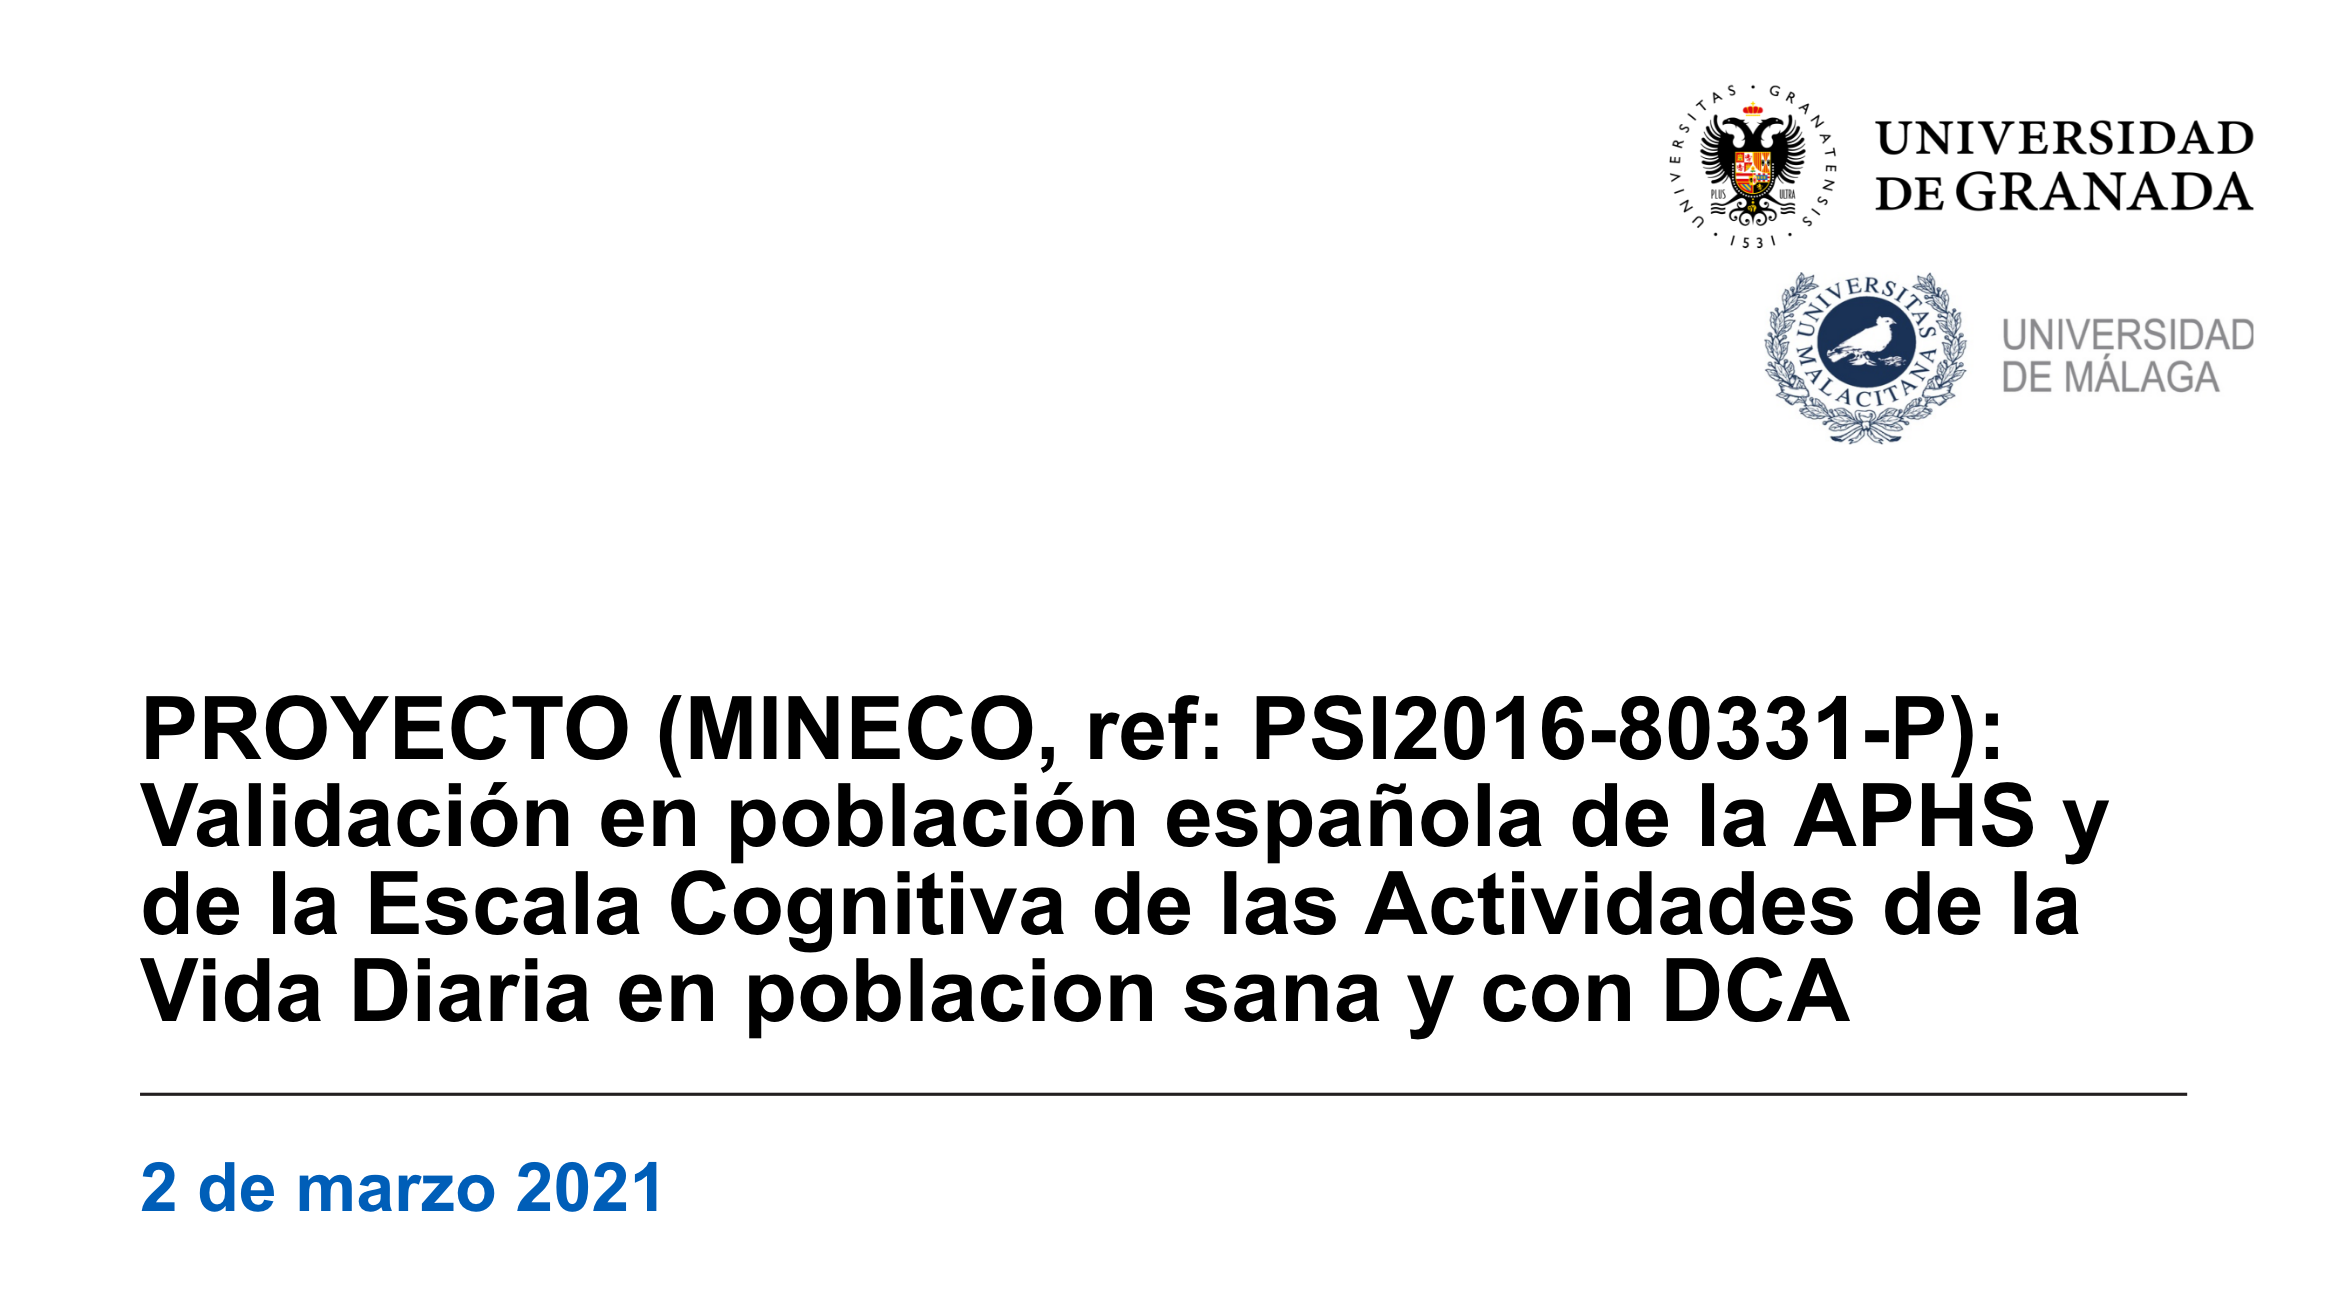 UNIVERSITAS · GRANATENSIS · 1531 ·
PLUS ULTRA
UNIVERSIDAD
DE GRANADA
UNIVERSITAS MALACITANA
UNIVERSIDAD
DE MÁLAGA
PROYECTO (MINECO, ref: PSI2016-80331-P):
Validación en población española de la APHS y
de la Escala Cognitiva de las Actividades de la
Vida Diaria en poblacion sana y con DCA
2 de marzo 2021